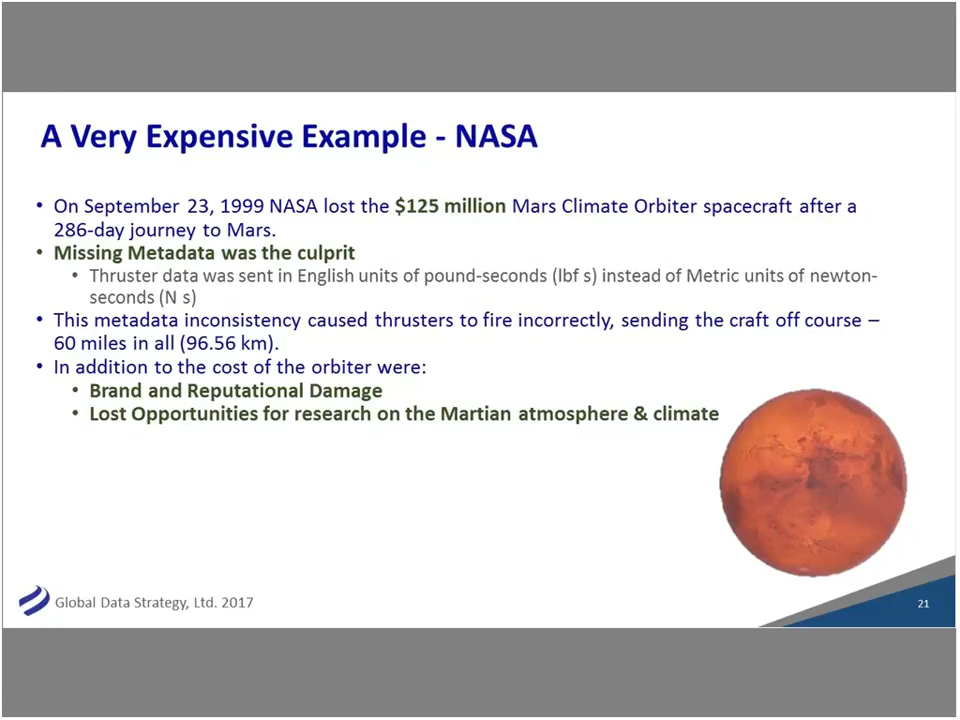 A Very Expensive Example - NASA
• On September 23, 1999 NASA lost the $125 million Mars Climate Orbiter spacecraft after a
286-day journey to Mars.
• Missing Metadata was the culprit
• Thruster data was sent in English units of pound-seconds (lbf s) instead of Metric units of newton-
seconds (N s)
• This metadata inconsistency caused thrusters to fire incorrectly, sending the craft off course –
60 miles in all (96.56 km).
• In addition to the cost of the orbiter were:
• Brand and Reputational Damage
• Lost Opportunities for research on the Martian atmosphere & climate
Global Data Strategy, Ltd. 2017
21